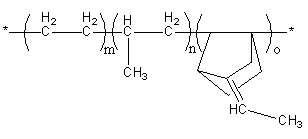 H₂ H₂ H H₂
* C C C C *
m n o
CH₃
HC
CH₃